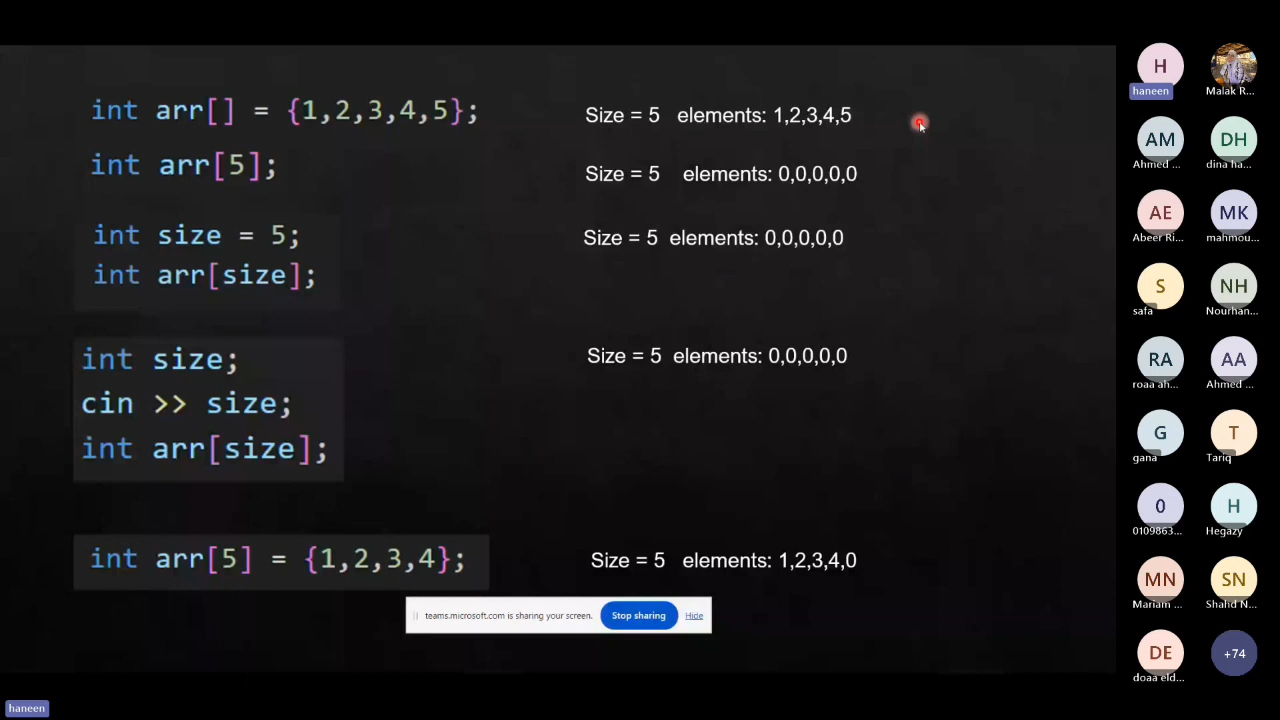 int arr[] = {1,2,3,4,5};
Size = 5 elements: 1,2,3,4,5
int arr[5];
Size = 5 elements: 0,0,0,0,0
int size = 5;
int arr[size];
Size = 5 elements: 0,0,0,0,0
int size;
cin >> size;
int arr[size];
Size = 5 elements: 0,0,0,0,0
int arr[5] = {1,2,3,4};
Size = 5 elements: 1,2,3,4,0
teams.microsoft.com is sharing your screen.
Stop sharing
Hide
H
haneen
Malak R...
AM
Ahmed ...
DH
dina ha...
AE
Abeer Ri...
MK
mahmou...
S
safa
NH
Nourhan...
RA
roaa ah...
AA
Ahmed ...
G
gana
T
Tariq
0
0109863...
H
Hegazy
MN
Mariam ...
SN
Shahd N...
DE
doaa eld...
+74
haneen